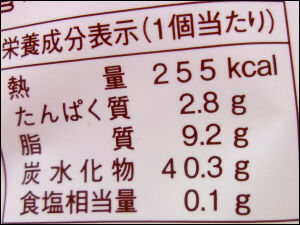 栄養成分表示(1個当たり)
熱量 255 kcal
たんぱく質 2.8 g
脂質 9.2 g
炭水化物 40.3 g
食塩相当量 0.1 g